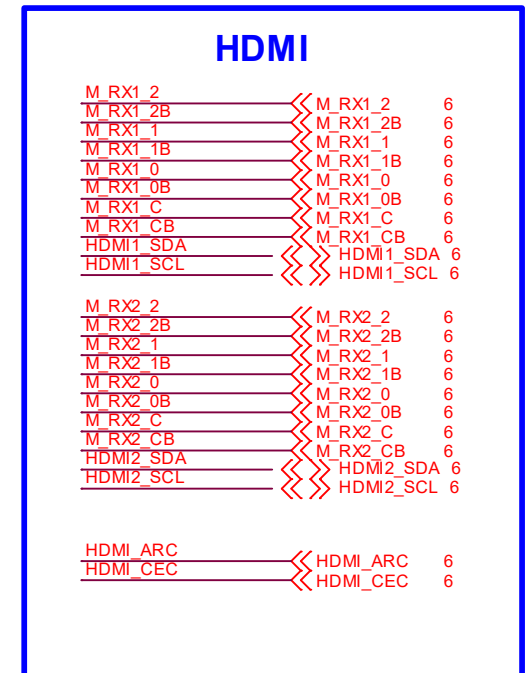 HDMI
M_RX1_2 M_RX1_2 6
M_RX1_2B M_RX1_2B 6
M_RX1_1 M_RX1_1 6
M_RX1_1B M_RX1_1B 6
M_RX1_0 M_RX1_0 6
M_RX1_0B M_RX1_0B 6
M_RX1_C M_RX1_C 6
M_RX1_CB M_RX1_CB 6
HDMI1_SDA HDMI1_SDA 6
HDMI1_SCL HDMI1_SCL 6
M_RX2_2 M_RX2_2 6
M_RX2_2B M_RX2_2B 6
M_RX2_1 M_RX2_1 6
M_RX2_1B M_RX2_1B 6
M_RX2_0 M_RX2_0 6
M_RX2_0B M_RX2_0B 6
M_RX2_C M_RX2_C 6
M_RX2_CB M_RX2_CB 6
HDMI2_SDA HDMI2_SDA 6
HDMI2_SCL HDMI2_SCL 6
HDMI_ARC HDMI_ARC 6
HDMI_CEC HDMI_CEC 6